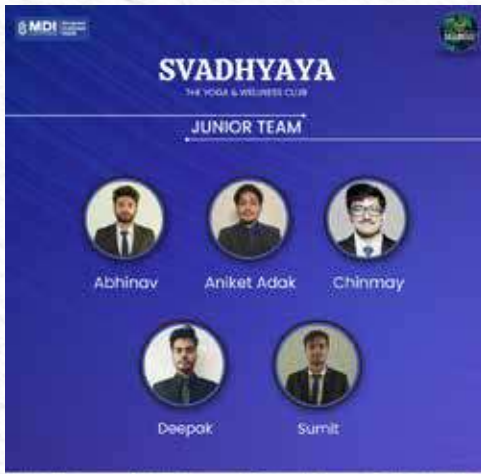 MDI
SVADHYAYA
THE YOGA & WELLNESS CLUB
JUNIOR TEAM
Abhinav
Aniket Adak
Chinmay
Deepak
Sumit